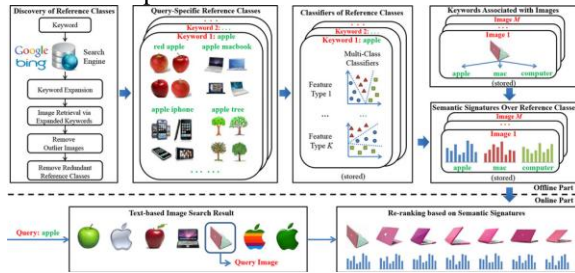 Discovery of Reference Classes
Keyword
Google
bing
Search
Engine
Keyword Expansion
Image Retrieval via
Expanded Keywords
Remove
Outlier Images
Remove Redundant
Reference Classes
Query-Specific Reference Classes
. . .
Keyword 2: . . .
Keyword 1: apple
red apple apple macbook
apple iphone apple tree
... ...
Classifiers of Reference Classes
. . .
Keyword 2: . . .
Keyword 1: apple
Multi-Class
Classifiers
Feature
Type 1
... ...
Feature
Type K
(stored)
Keywords Associated with Images
Image M
. . .
Image 1
apple mac computer
(stored)
Semantic Signatures Over Reference Classes
Image M
. . .
Image 1
apple mac computer
(stored)
Offline Part
Online Part
Query: apple
Text-based Image Search Result
Query Image
Re-ranking based on Semantic Signatures